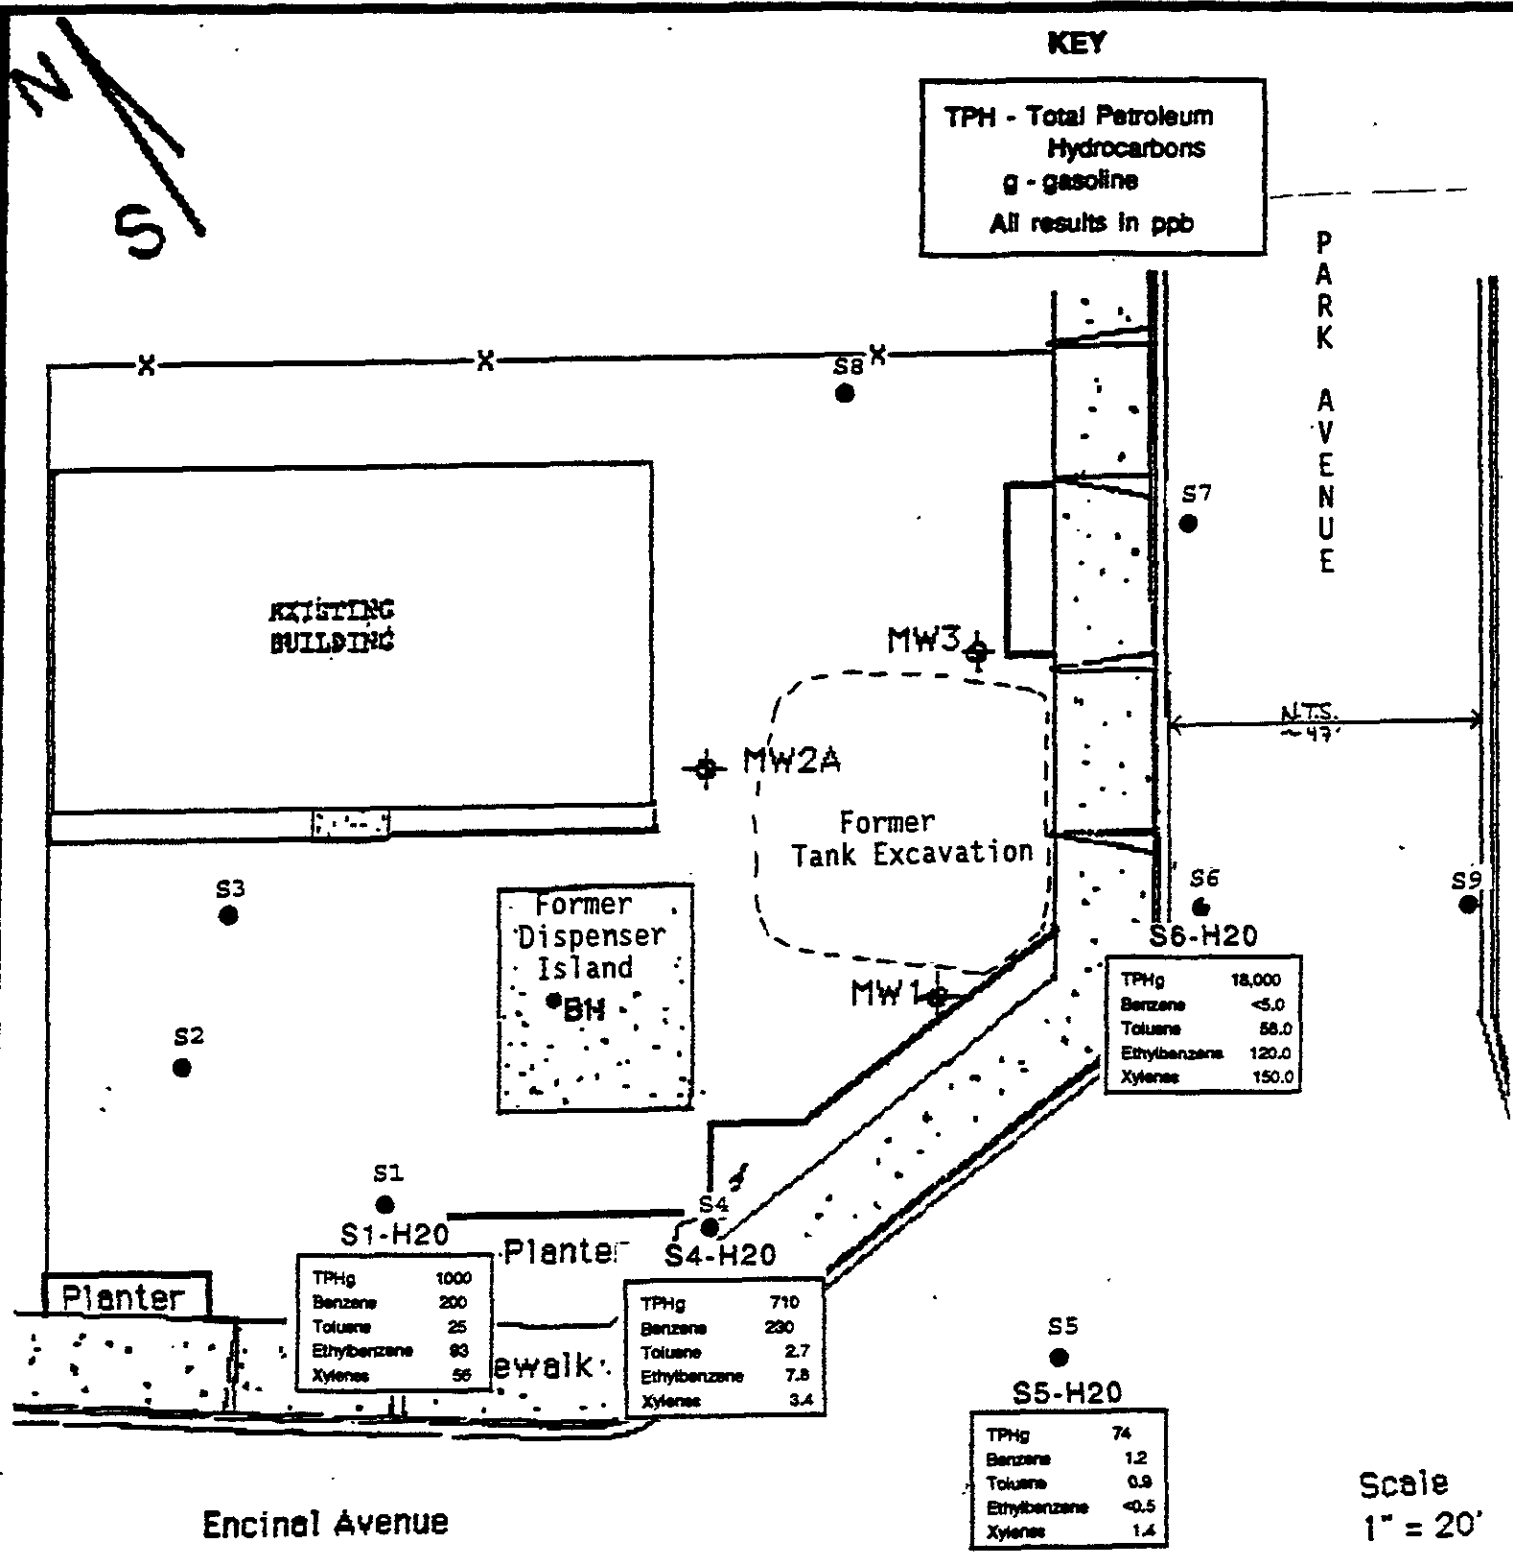 N
S
KEY
TPH - Total Petroleum
Hydrocarbons
g - gasoline
All results in ppb
PARK AVENUE
S8
S7
EXISTING
BUILDING
MW3
N.T.S.
~47'
MW2A
Former
Tank Excavation
S3
S6
S9
Former
Dispenser
Island
BH
S6-H20
TPHg 18,000
Benzene <5.0
Toluene 58.0
Ethylbenzene 120.0
Xylenes 150.0
MW1
S2
S1
S4
S1-H20
Planter
S4-H20
TPHg 1000
Benzene 200
Toluene 25
Ethylbenzene 93
Xylenes 56
Planter
TPHg 710
Benzene 230
Toluene 2.7
Ethylbenzene 7.8
Xylenes 3.4
ewalk
S5
S5-H20
TPHg 74
Benzene 1.2
Toluene 0.9
Ethylbenzene <0.5
Xylenes 1.4
Encinal Avenue
Scale
1" = 20'